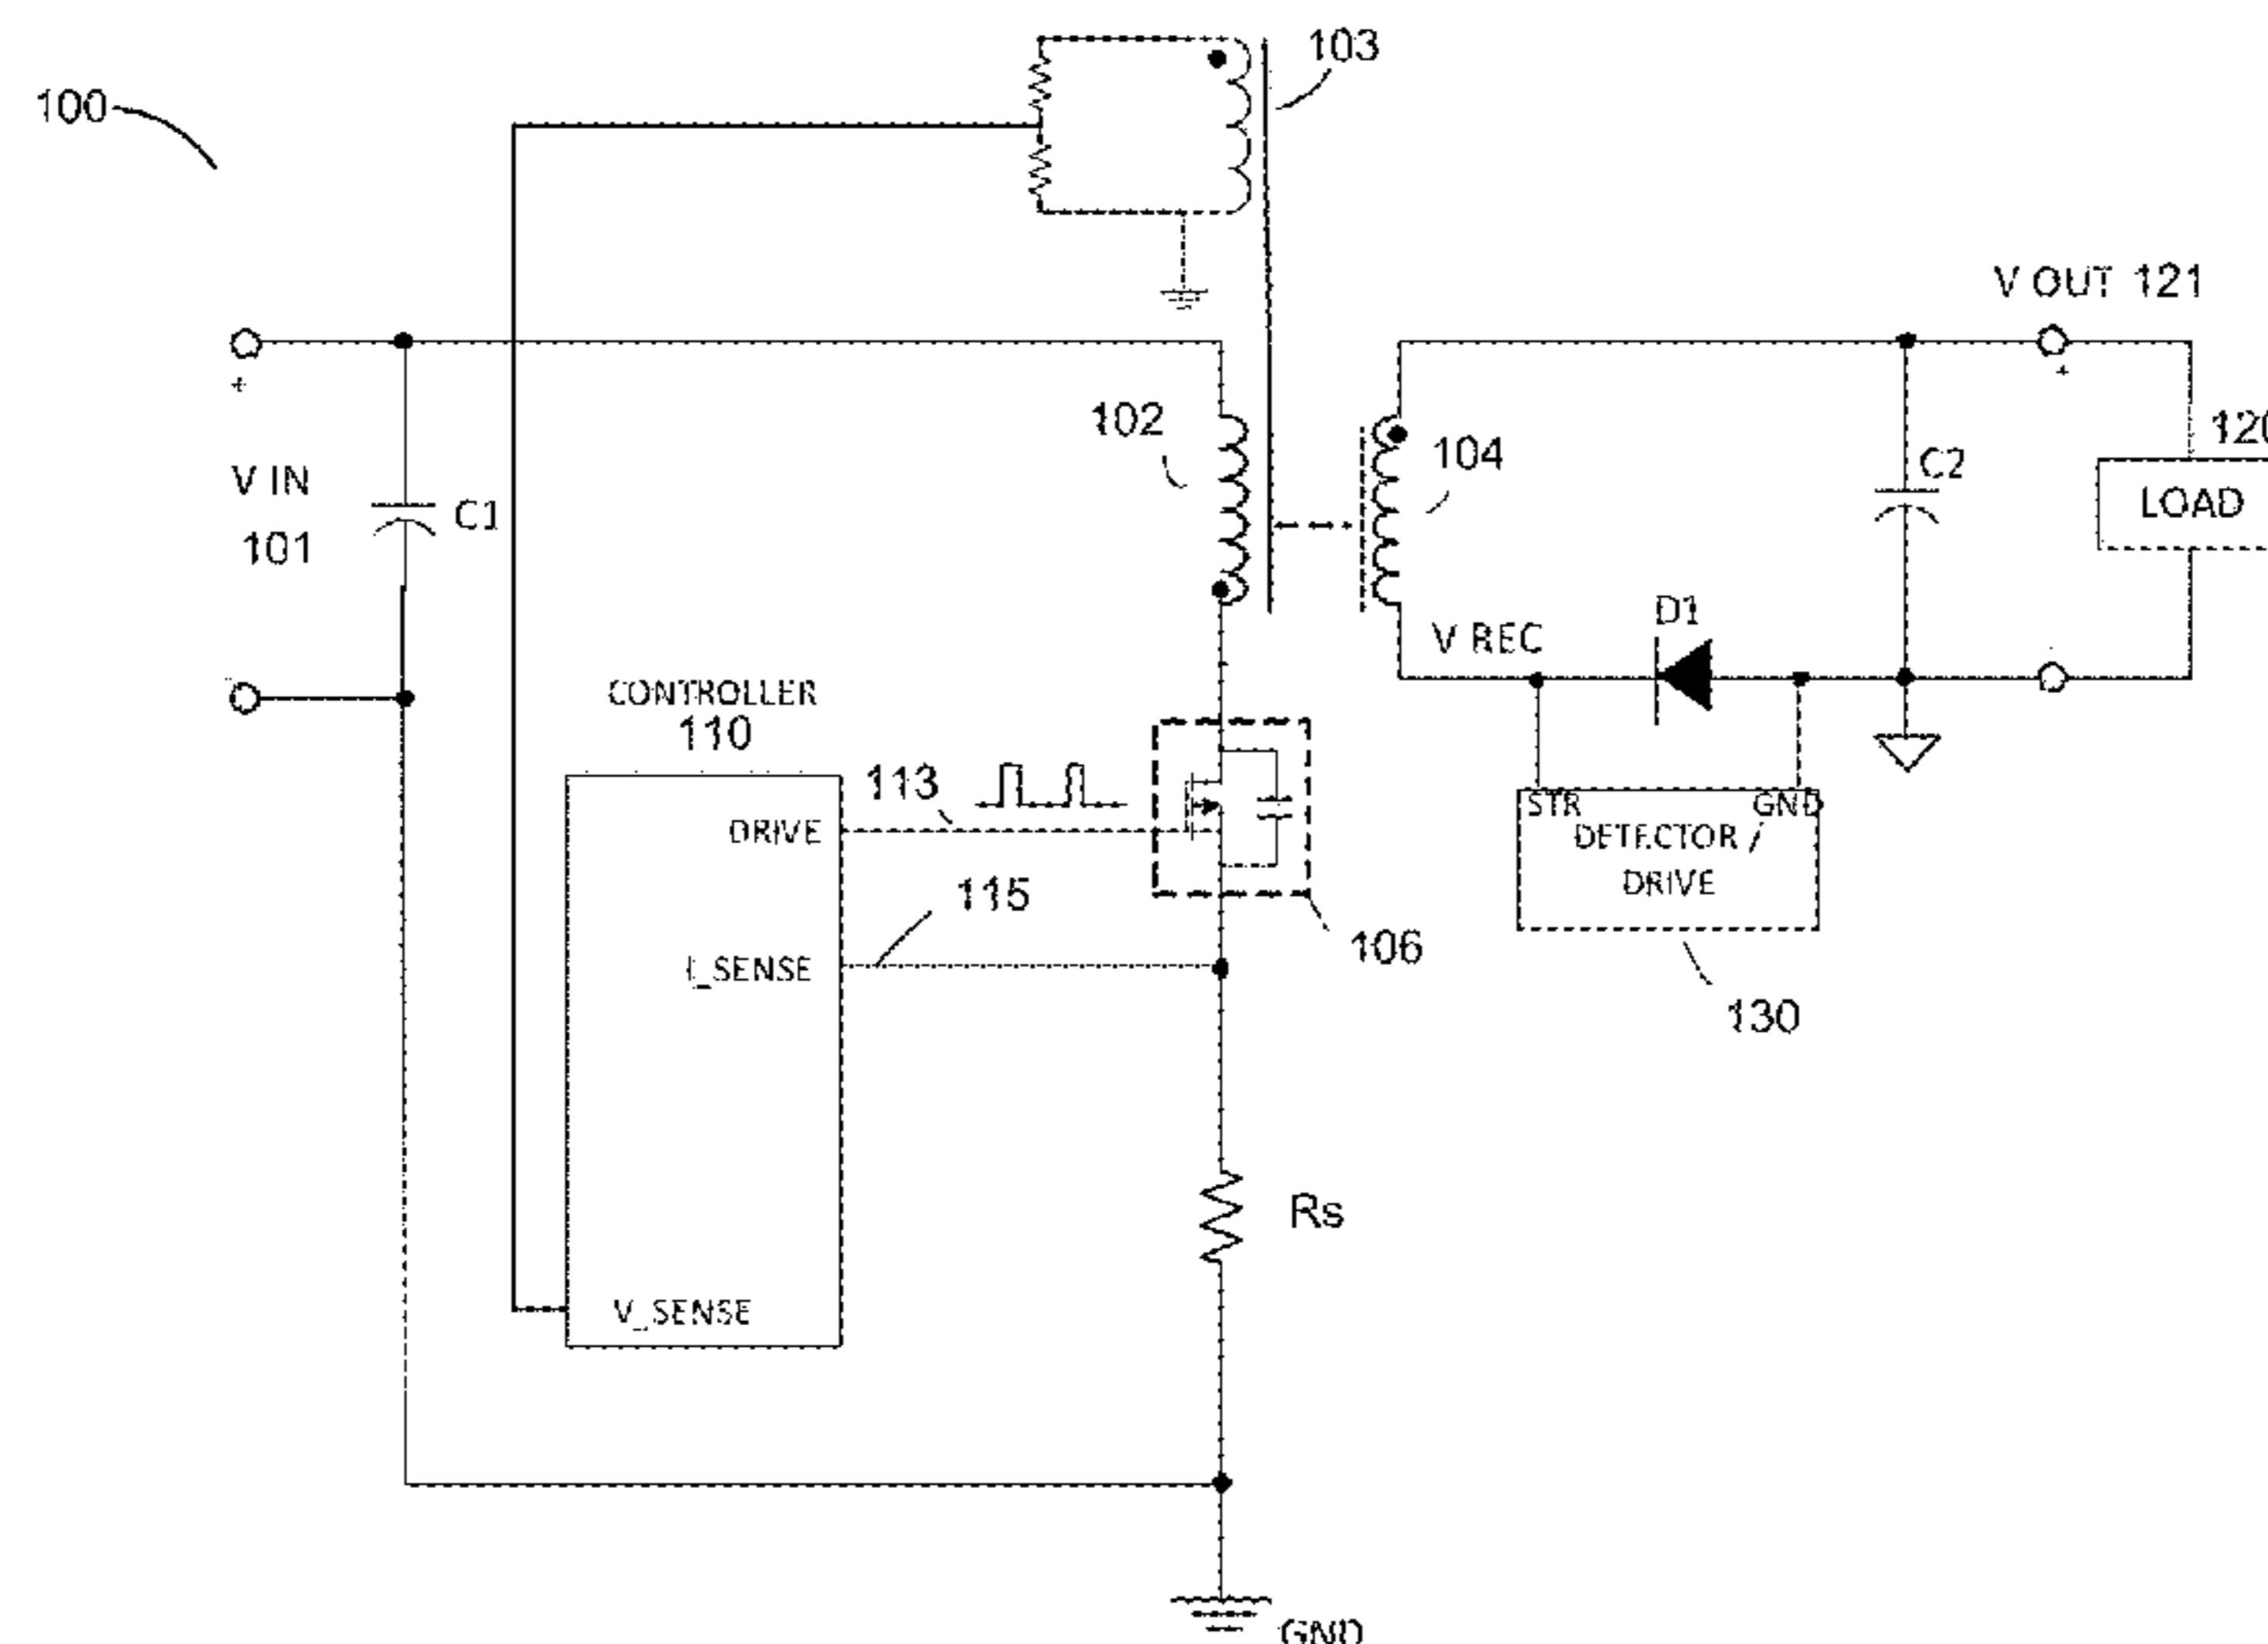 103
100
V OUT 121
+
+
102
104
120
C2
LOAD
V IN
C1
101
D1
V REC
CONTROLLER
110
113
DRIVE
STR
GND
DETECTOR /
DRIVE
115
106
I_SENSE
130
Rs
V_SENSE
GND